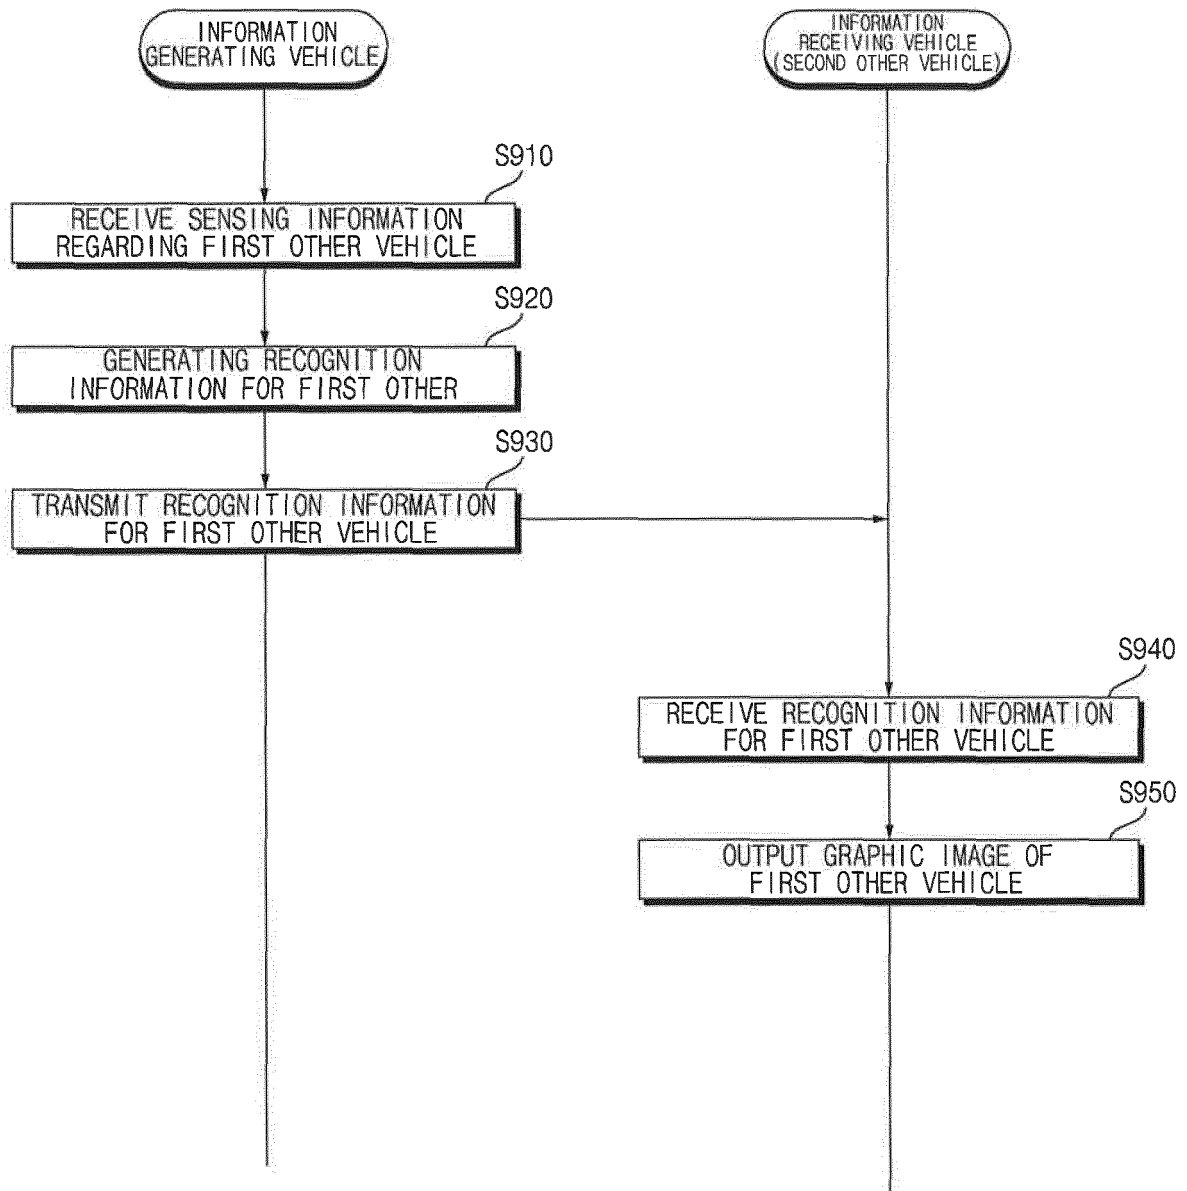 INFORMATION
GENERATING VEHICLE
INFORMATION
RECEIVING VEHICLE
(SECOND OTHER VEHICLE)
S910
RECEIVE SENSING INFORMATION
REGARDING FIRST OTHER VEHICLE
S920
GENERATING RECOGNITION
INFORMATION FOR FIRST OTHER
S930
TRANSMIT RECOGNITION INFORMATION
FOR FIRST OTHER VEHICLE
S940
RECEIVE RECOGNITION INFORMATION
FOR FIRST OTHER VEHICLE
S950
OUTPUT GRAPHIC IMAGE OF
FIRST OTHER VEHICLE